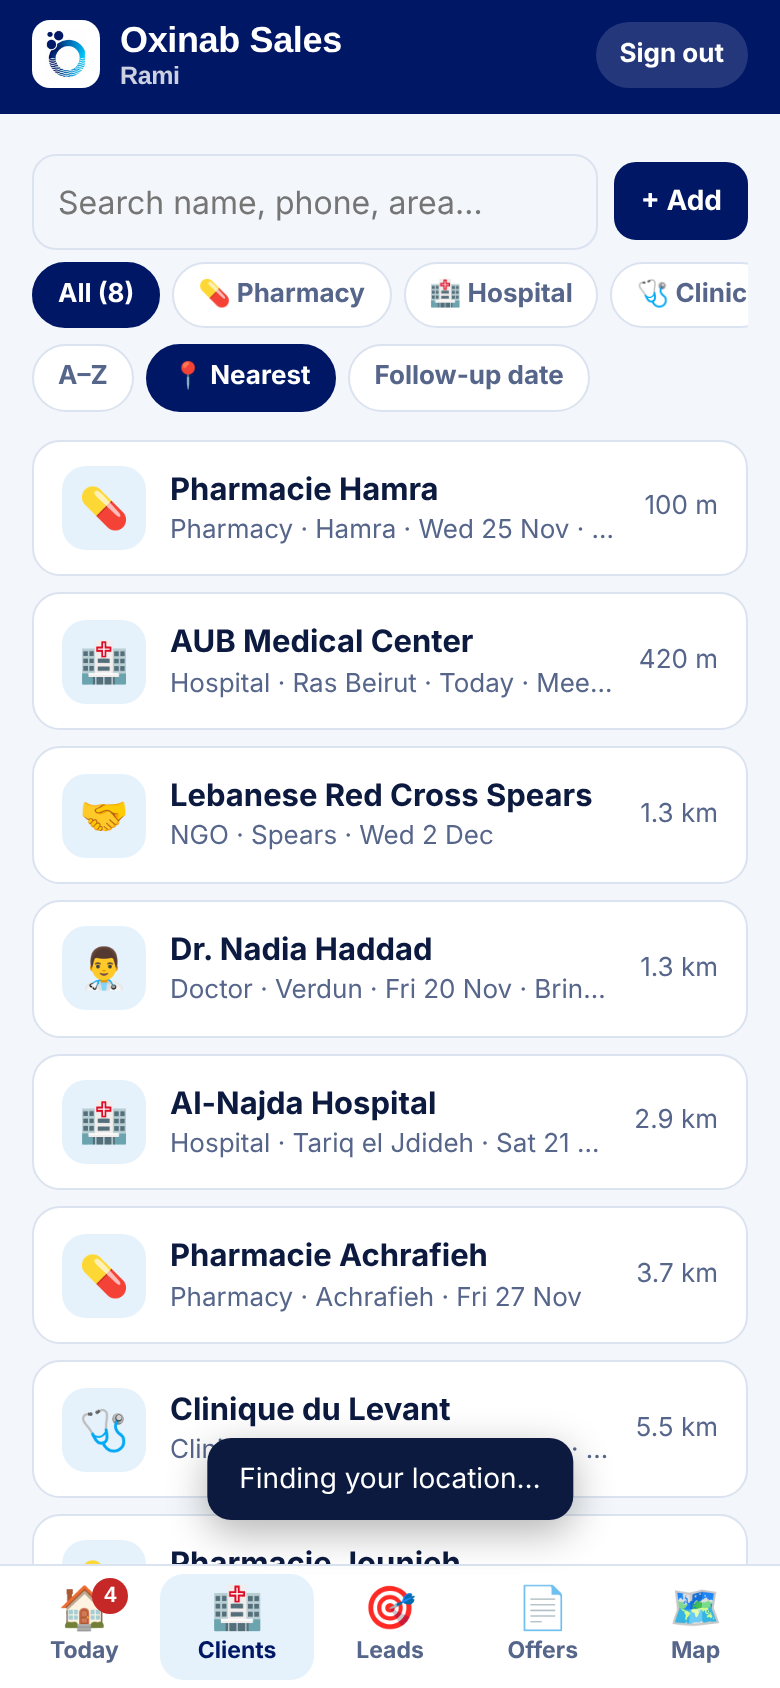 Oxinab Sales
Rami
Sign out
Search name, phone, area...
+ Add
All (8)
Pharmacy
Hospital
Clinic
A–Z
Nearest
Follow-up date
Pharmacie Hamra
Pharmacy · Hamra · Wed 25 Nov · ...
100 m
AUB Medical Center
Hospital · Ras Beirut · Today · Mee...
420 m
Lebanese Red Cross Spears
NGO · Spears · Wed 2 Dec
1.3 km
Dr. Nadia Haddad
Doctor · Verdun · Fri 20 Nov · Brin...
1.3 km
Al-Najda Hospital
Hospital · Tariq el Jdideh · Sat 21 ...
2.9 km
Pharmacie Achrafieh
Pharmacy · Achrafieh · Fri 27 Nov
3.7 km
Clinique du Levant
· ...
5.5 km
Finding your location...
Pharmacie Jounieh
4
Today
Clients
Leads
Offers
Map